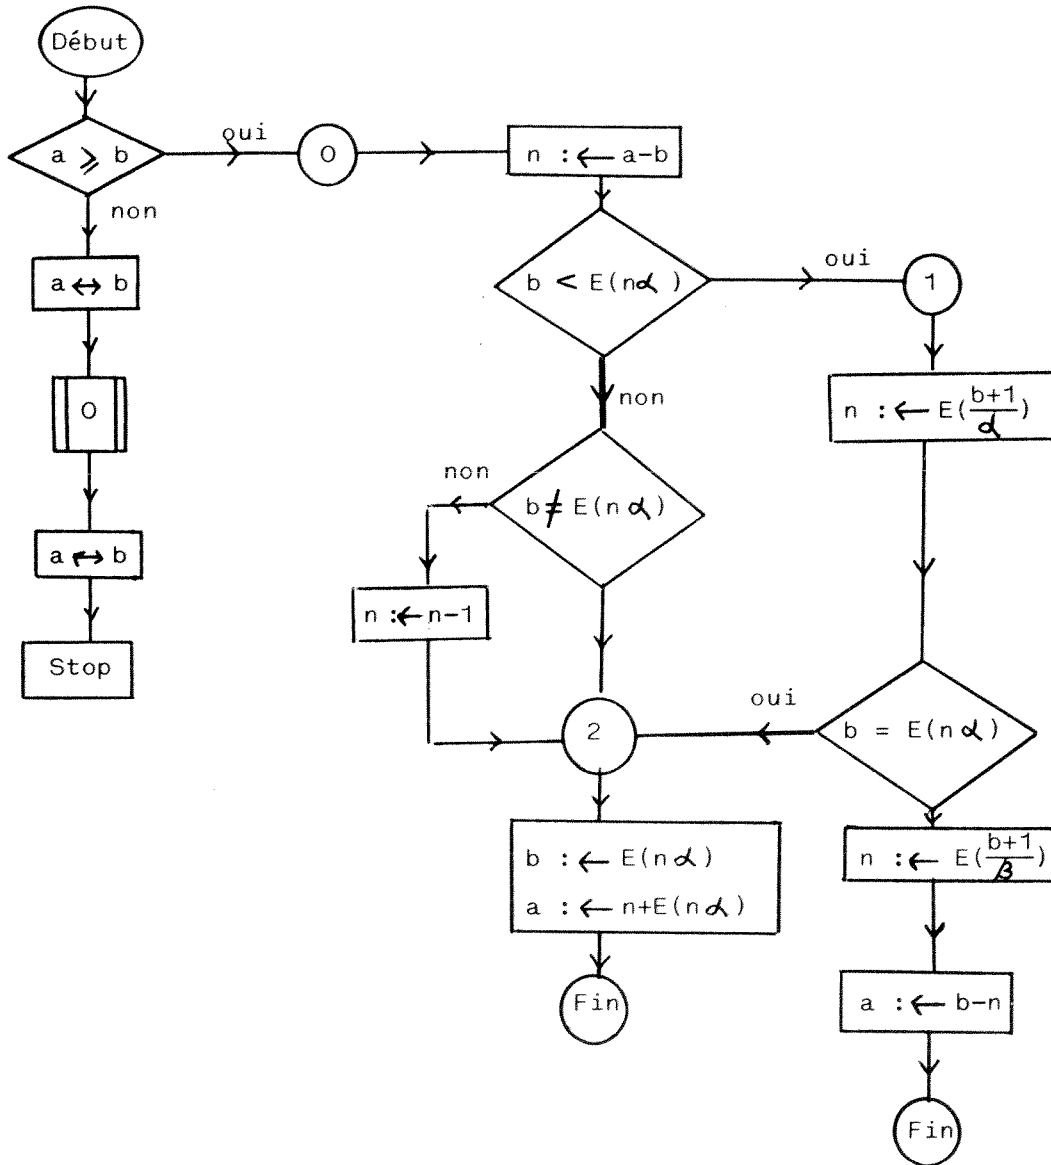 Début
a ⩾ b
oui
0
n :← a-b
non
a ↔ b
b < E(nα)
oui
1
0
non
n :← E(b+1/α)
a ↔ b
non
b ≠ E(nα)
n :← n-1
Stop
oui
2
b = E(nα)
b :← E(nα)
a :← n+E(nα)
n :← E(b+1/β)
Fin
a :← b-n
Fin